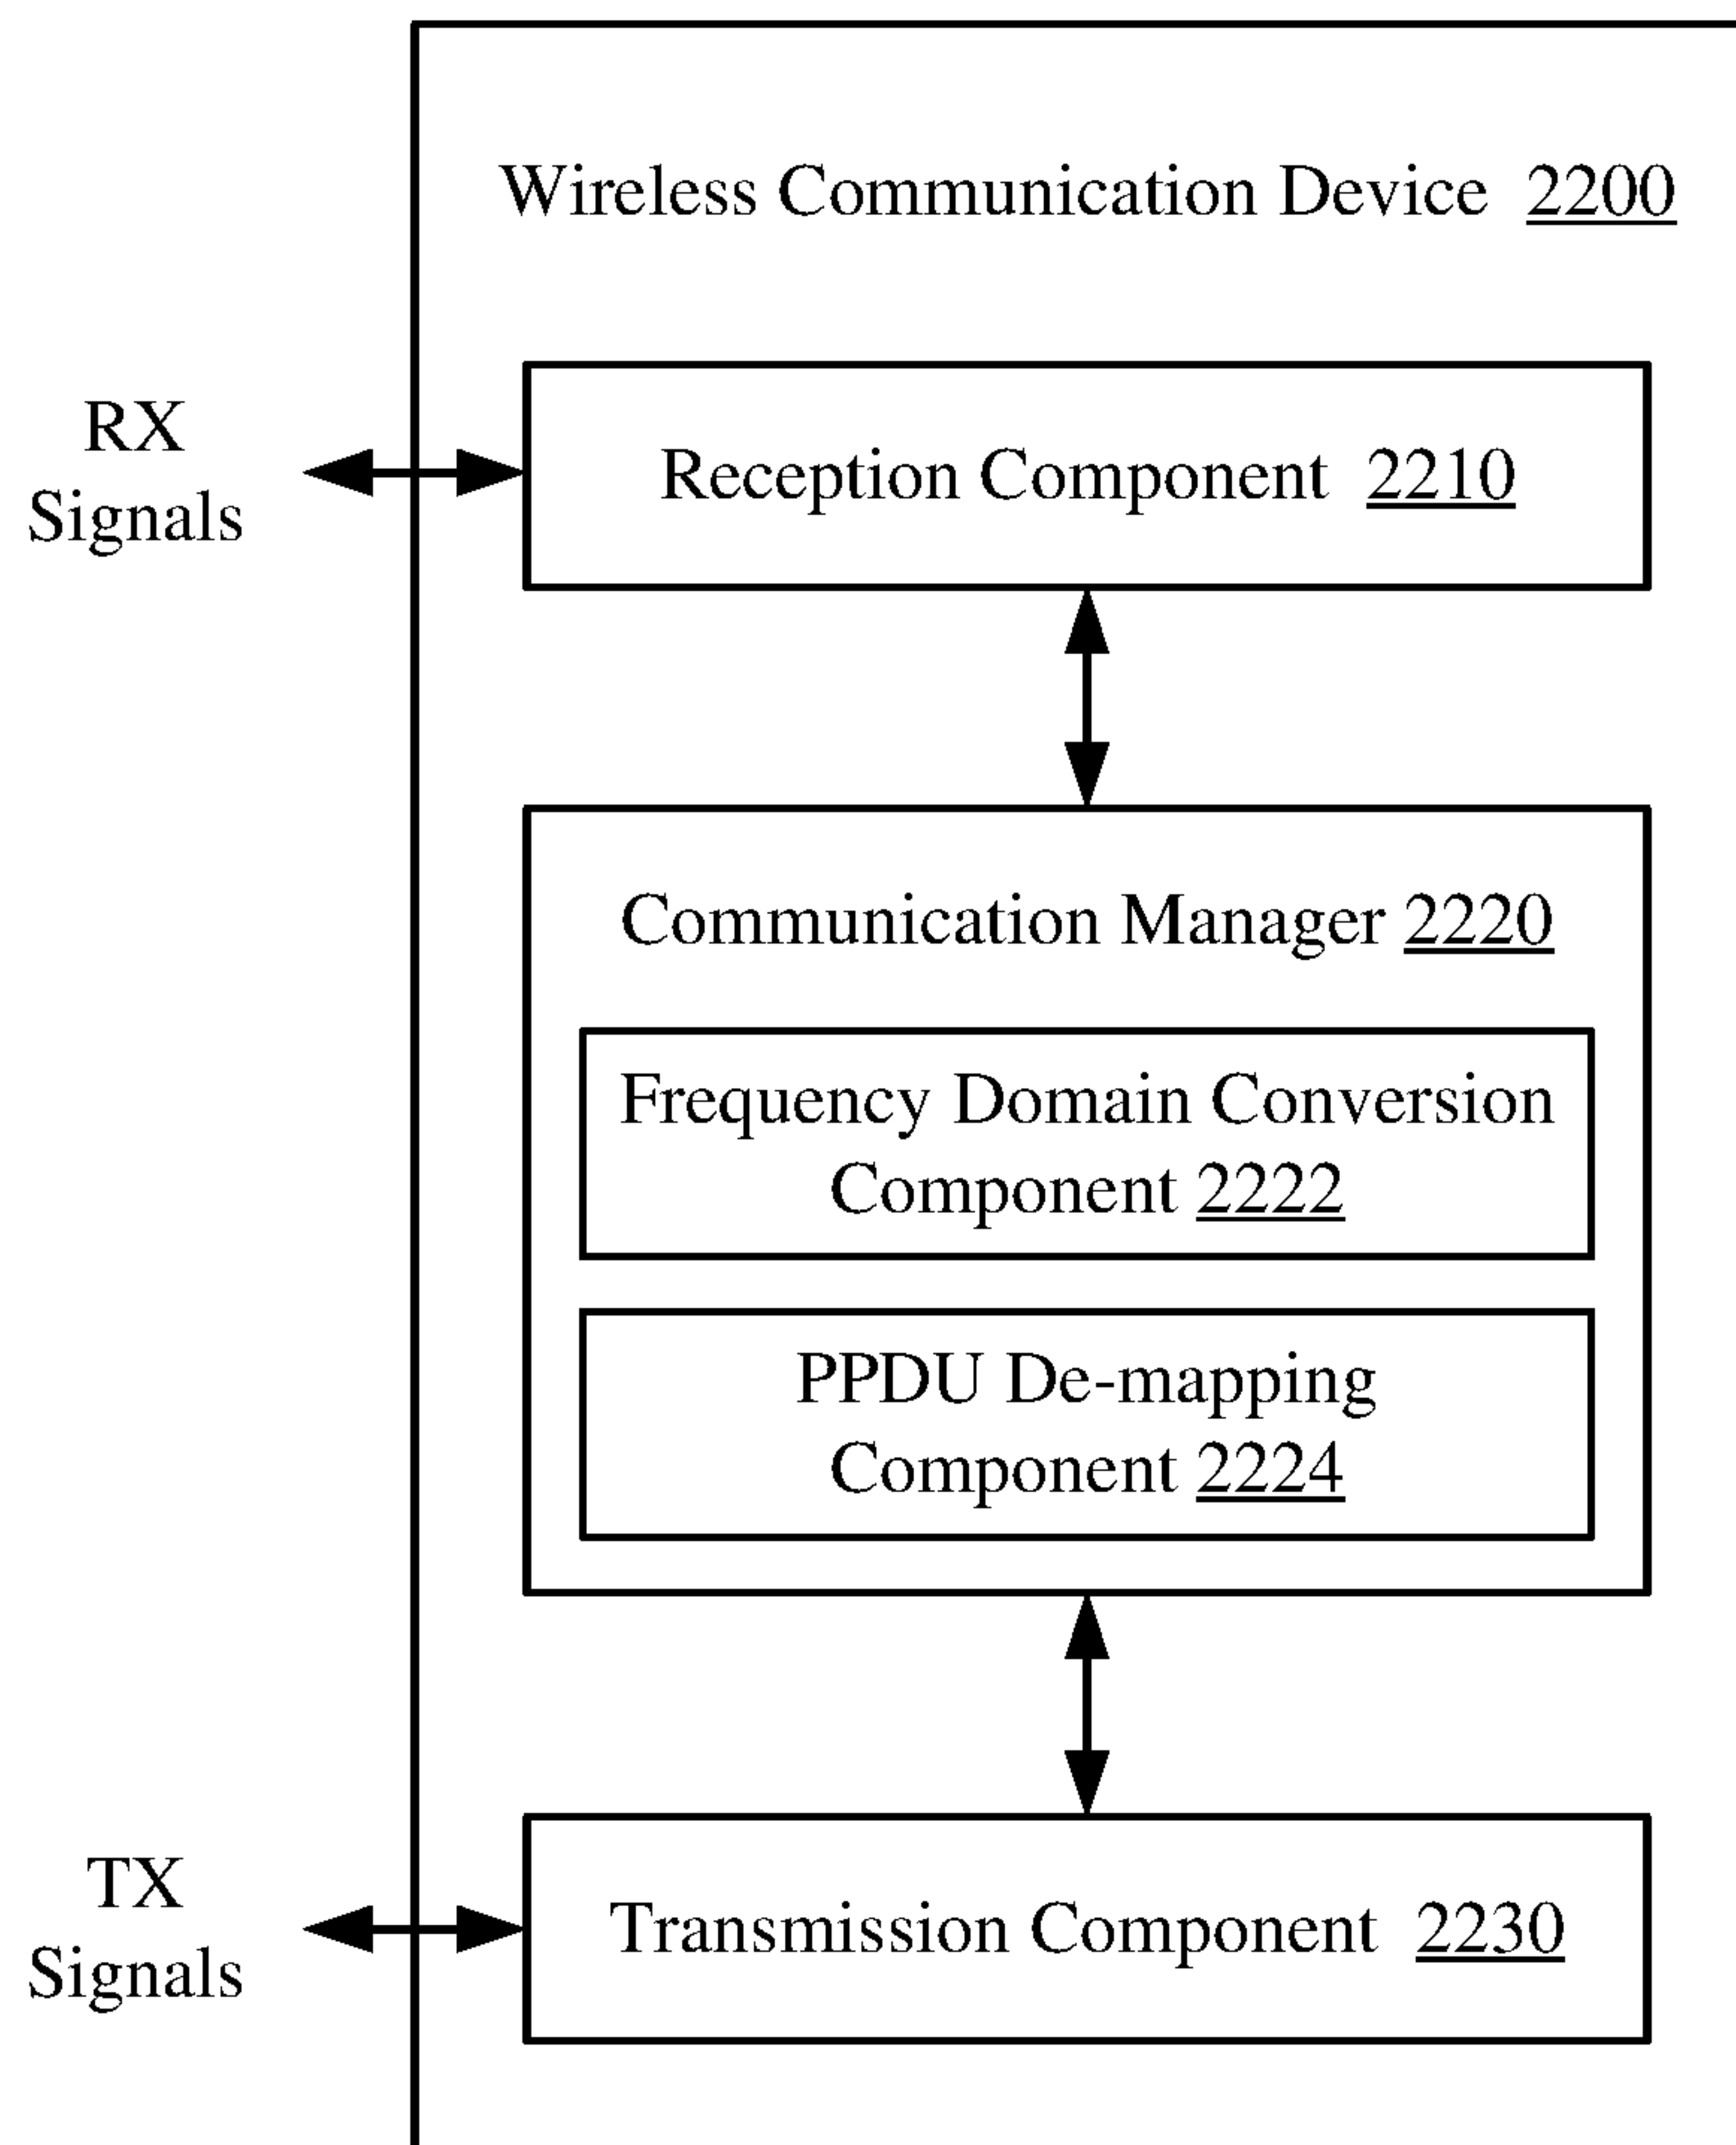 Wireless Communication Device 2200
RX
Signals
Reception Component 2210
Communication Manager 2220
Frequency Domain Conversion
Component 2222
PPDU De-mapping
Component 2224
TX
Signals
Transmission Component 2230